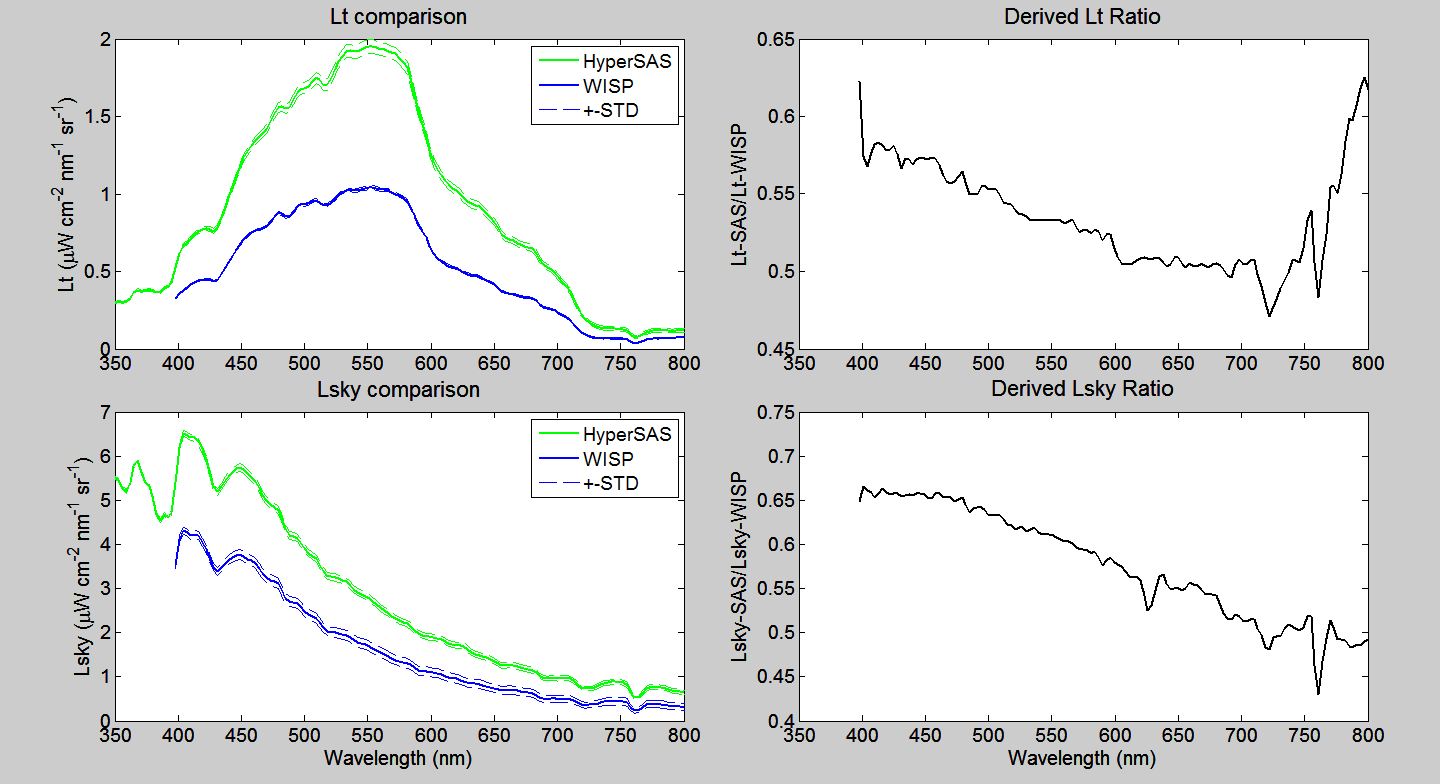 Lt comparison
2
1.5
1
0.5
0
Lt (μW cm-2 nm-1 sr-1)
HyperSAS
WISP
+-STD
350 400 450 500 550 600 650 700 750 800
Derived Lt Ratio
0.65
0.6
0.55
0.5
0.45
Lt-SAS/Lt-WISP
350 400 450 500 550 600 650 700 750 800
Lsky comparison
7
6
5
4
3
2
1
0
Lsky (μW cm-2 nm-1 sr-1)
HyperSAS
WISP
+-STD
350 400 450 500 550 600 650 700 750 800
Wavelength (nm)
Derived Lsky Ratio
0.75
0.7
0.65
0.6
0.55
0.5
0.45
0.4
Lsky-SAS/Lsky-WISP
350 400 450 500 550 600 650 700 750 800
Wavelength (nm)